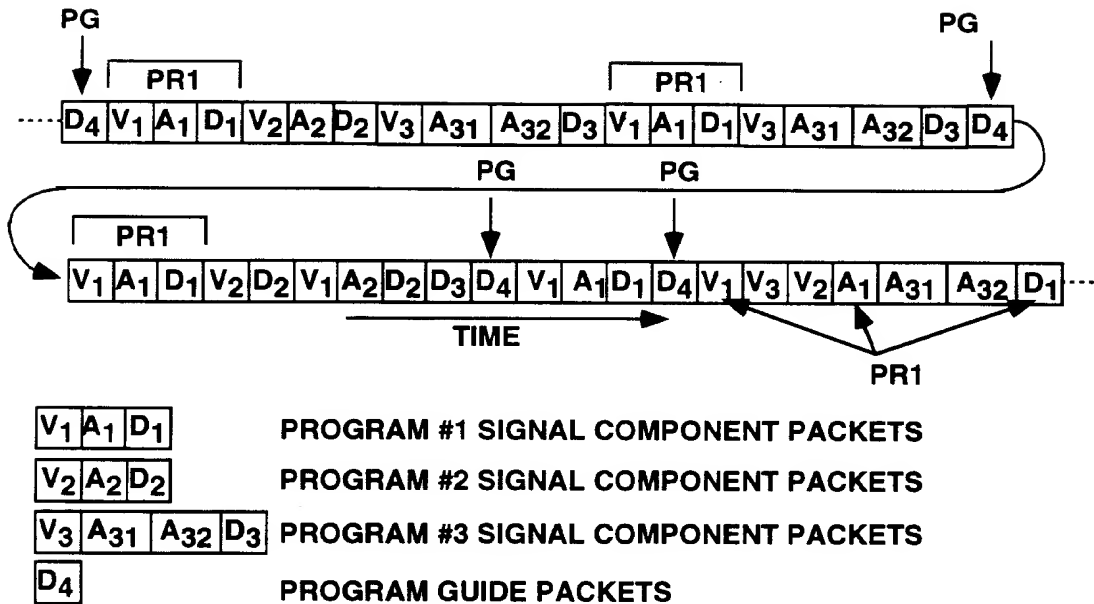 PG PG
PR1 PR1
D4 V1 A1 D1 V2 A2 D2 V3 A31 A32 D3 V1 A1 D1 V3 A31 A32 D3 D4
PG PG
PR1
V1 A1 D1 V2 D2 V1 A2 D2 D3 D4 V1 A1 D1 D4 V1 V3 V2 A1 A31 A32 D1
TIME
PR1
V1 A1 D1 PROGRAM #1 SIGNAL COMPONENT PACKETS
V2 A2 D2 PROGRAM #2 SIGNAL COMPONENT PACKETS
V3 A31 A32 D3 PROGRAM #3 SIGNAL COMPONENT PACKETS
D4 PROGRAM GUIDE PACKETS